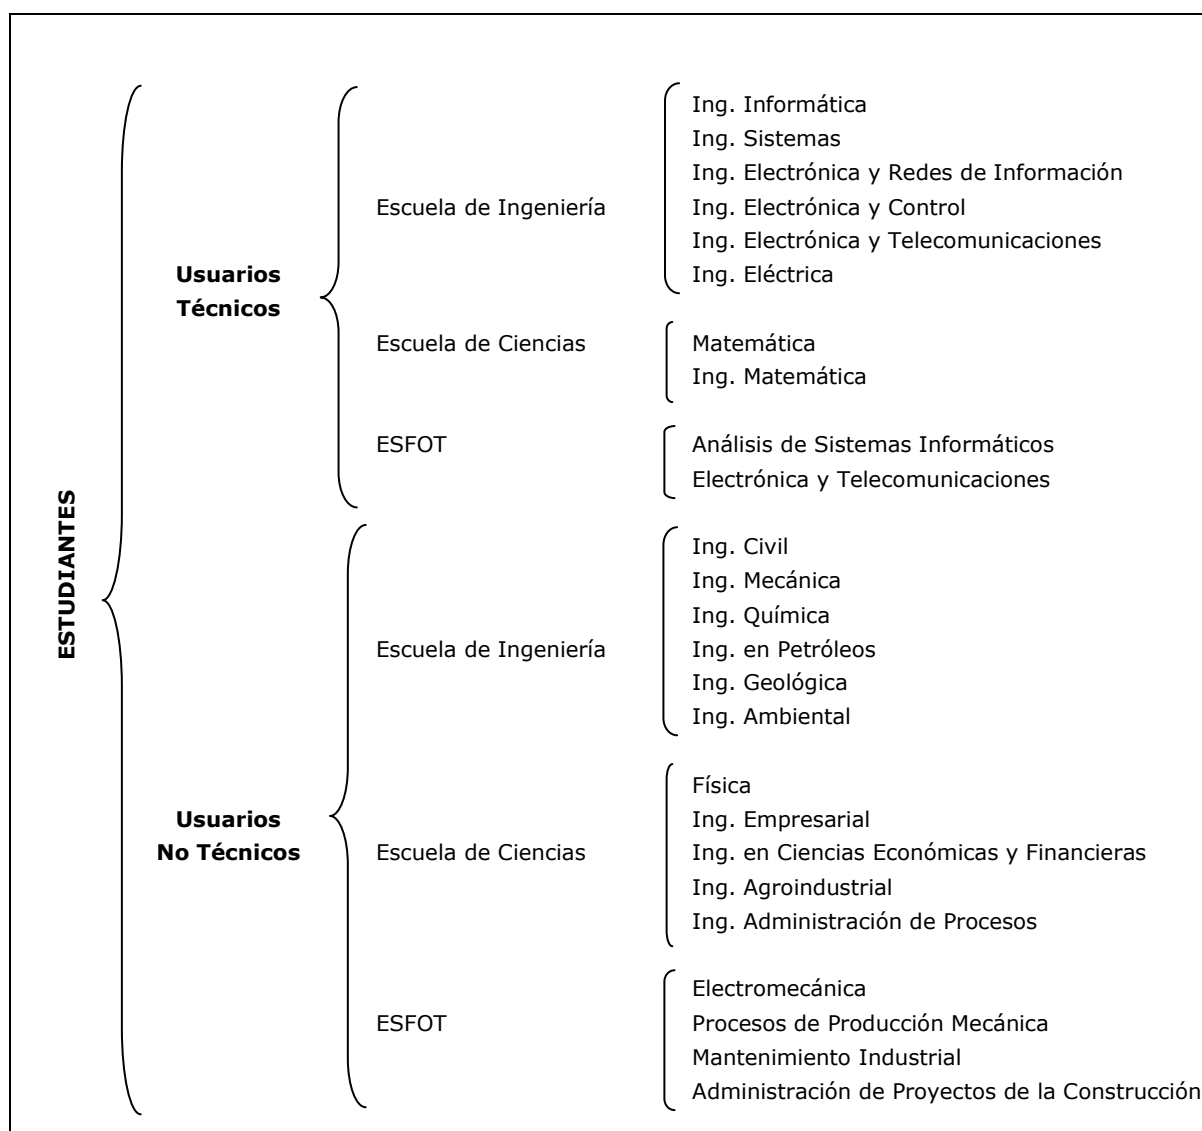 ESTUDIANTES
Usuarios
Técnicos
Escuela de Ingeniería
Ing. Informática
Ing. Sistemas
Ing. Electrónica y Redes de Información
Ing. Electrónica y Control
Ing. Electrónica y Telecomunicaciones
Ing. Eléctrica
Escuela de Ciencias
Matemática
Ing. Matemática
ESFOT
Análisis de Sistemas Informáticos
Electrónica y Telecomunicaciones
Usuarios
No Técnicos
Escuela de Ingeniería
Ing. Civil
Ing. Mecánica
Ing. Química
Ing. en Petróleos
Ing. Geológica
Ing. Ambiental
Escuela de Ciencias
Física
Ing. Empresarial
Ing. en Ciencias Económicas y Financieras
Ing. Agroindustrial
Ing. Administración de Procesos
ESFOT
Electromecánica
Procesos de Producción Mecánica
Mantenimiento Industrial
Administración de Proyectos de la Construcción